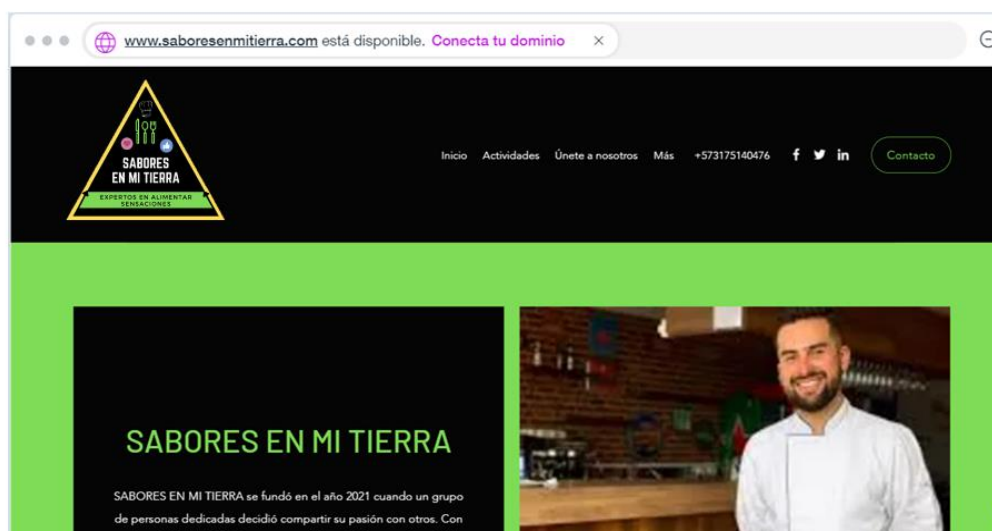 www.saboresenmitierra.com está disponible. Conecta tu dominio
SABORES
EN MI TIERRA
EXPERTOS EN ALIMENTAR
SENSACIONES
Inicio Actividades Únete a nosotros Más +573175140476 Contacto
SABORES EN MI TIERRA
SABORES EN MI TIERRA se fundó en el año 2021 cuando un grupo
de personas dedicadas decidió compartir su pasión con otros. Con